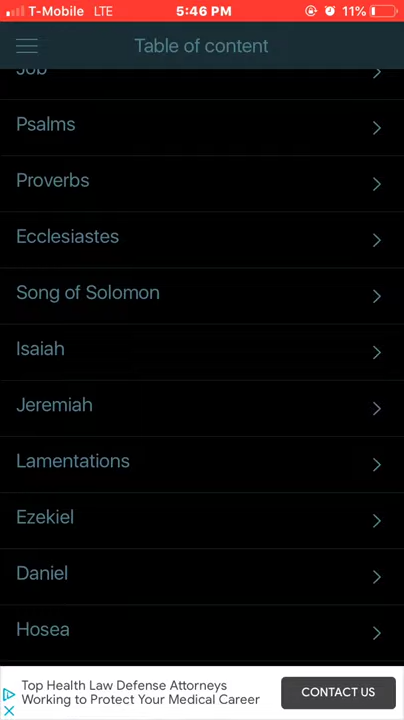 T-Mobile LTE 5:46 PM 11%
Table of content
Job
Psalms
Proverbs
Ecclesiastes
Song of Solomon
Isaiah
Jeremiah
Lamentations
Ezekiel
Daniel
Hosea
Top Health Law Defense Attorneys
Working to Protect Your Medical Career
CONTACT US